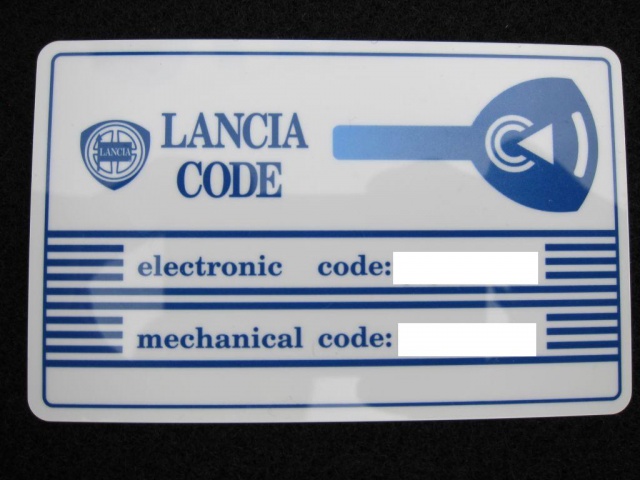 LANCIA
LANCIA
CODE
electronic code:
mechanical code: